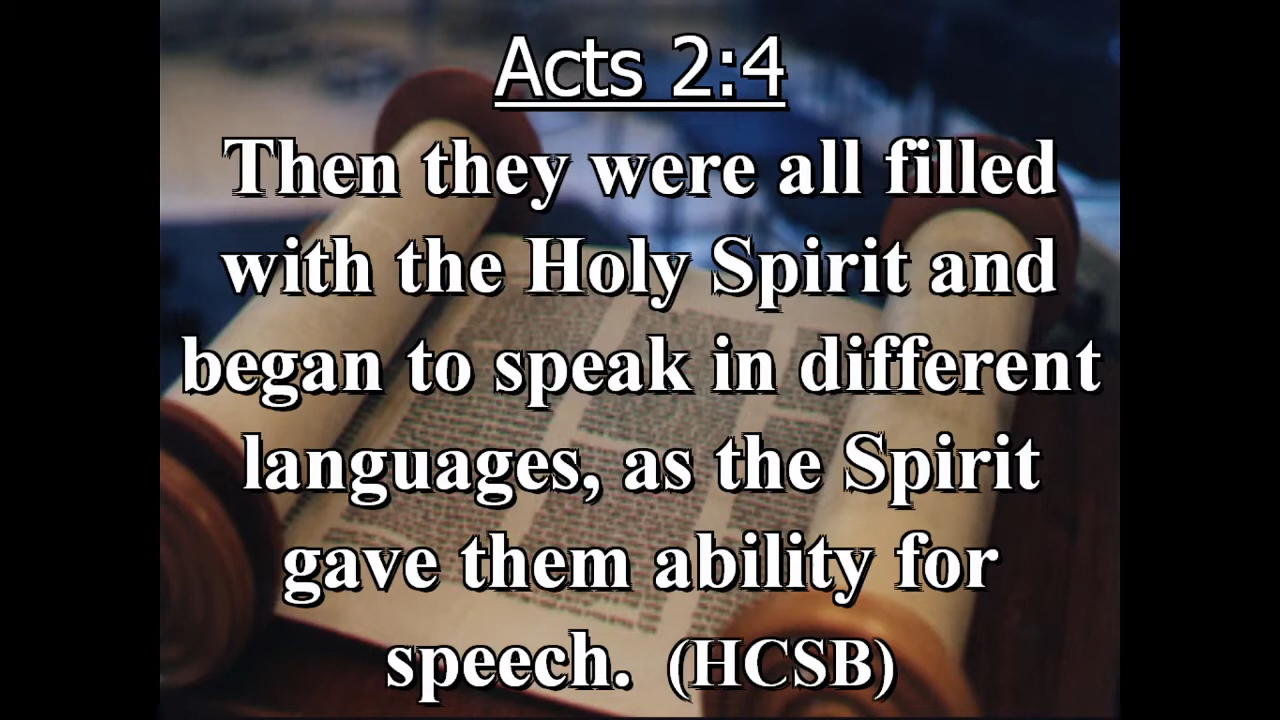 Acts 2:4
Then they were all filled
with the Holy Spirit and
began to speak in different
languages, as the Spirit
gave them ability for
speech. (HCSB)